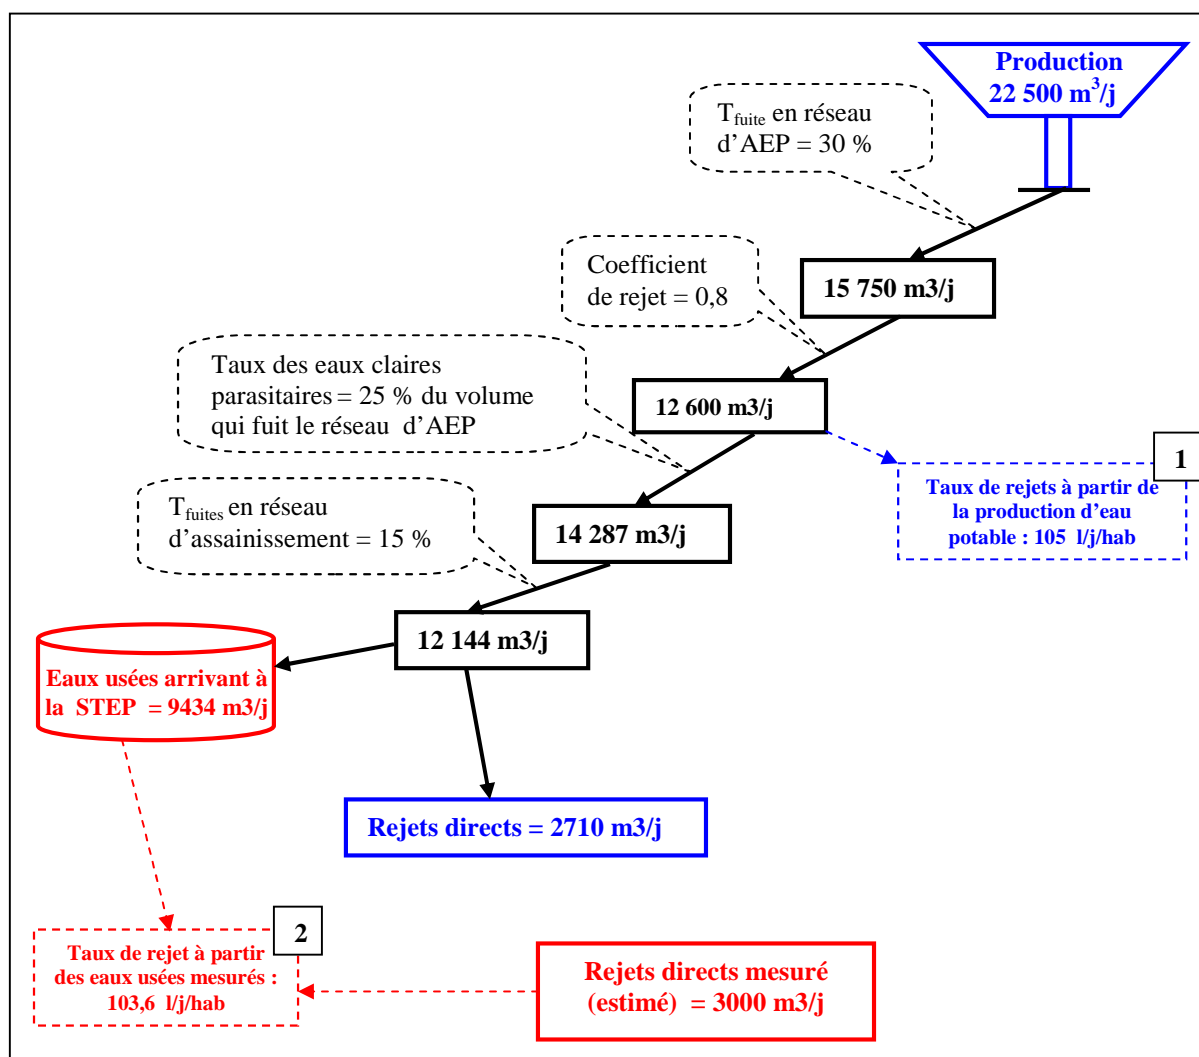 Production
22 500 m³/j
T_fuite en réseau
d’AEP = 30 %
15 750 m3/j
Coefficient
de rejet = 0,8
12 600 m3/j
Taux des eaux claires
parasitaires = 25 % du volume
qui fuit le réseau d’AEP
1
Taux de rejets à partir de
la production d’eau
potable : 105 l/j/hab
14 287 m3/j
T_fuites en réseau
d’assainissement = 15 %
12 144 m3/j
Eaux usées arrivant à
la STEP = 9434 m3/j
Rejets directs = 2710 m3/j
2
Taux de rejet à partir
des eaux usées mesurés :
103,6 l/j/hab
Rejets directs mesuré
(estimé) = 3000 m3/j